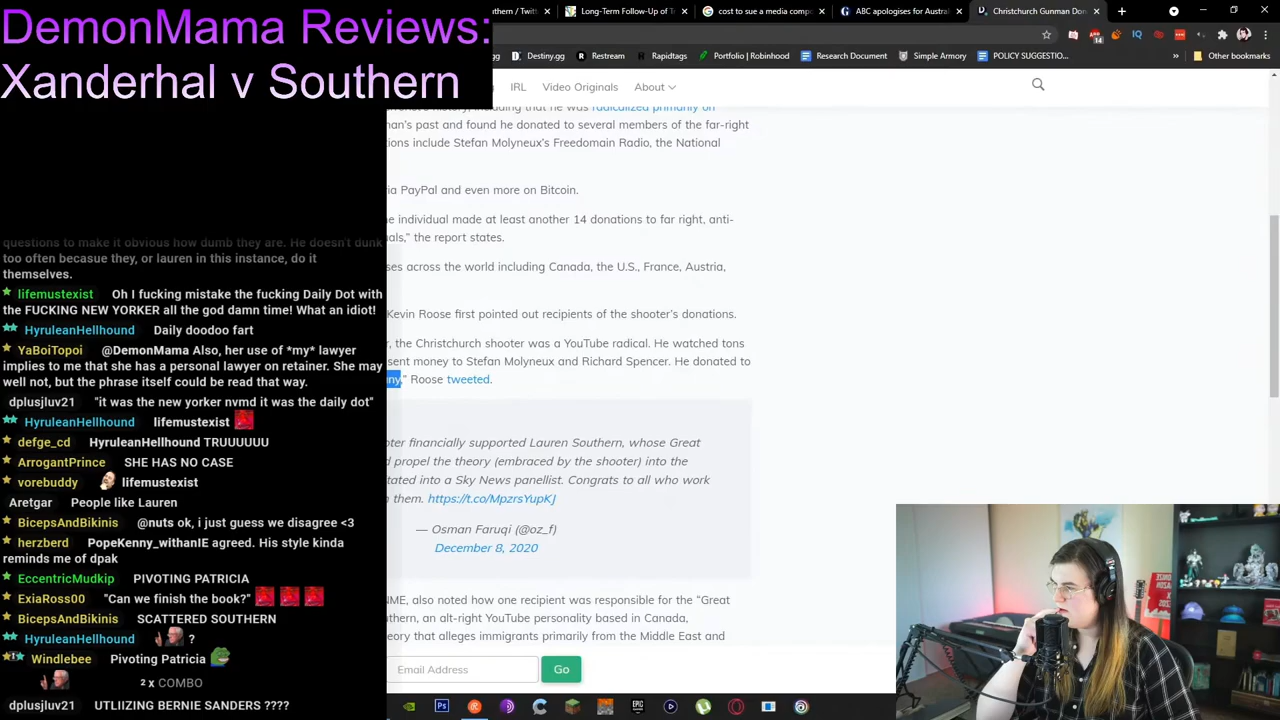 DemonMama Reviews:
Xanderhal v Southern
thern / Twitt
Long-Term Follow-Up of T
cost to sue a media comp
ABC apologises for Austral
Christchurch Gunman Don
14
Destiny.gg
Restream
Rapidtags
Portfolio | Robinhood
Research Document
Simple Armory
POLICY SUGGESTIO...
Other bookmarks
IRL
Video Originals
About
radicalized primarily on
nan's past and found he donated to several members of the far-right
tions include Stefan Molyneux's Freedomain Radio, the National
ia PayPal and even more on Bitcoin.
e individual made at least another 14 donations to far right, anti-
als," the report states.
ses across the world including Canada, the U.S., France, Austria,
Kevin Roose first pointed out recipients of the shooter's donations.
r, the Christchurch shooter was a YouTube radical. He watched tons
sent money to Stefan Molyneux and Richard Spencer. He donated to
ny," Roose tweeted.
oter financially supported Lauren Southern, whose Great
d propel the theory (embraced by the shooter) into the
tated into a Sky News panellist. Congrats to all who work
n them. https://t.co/MpzrsYupKJ
— Osman Faruqi (@oz_f)
December 8, 2020
NME, also noted how one recipient was responsible for the "Great
uthern, an alt-right YouTube personality based in Canada,
eory that alleges immigrants primarily from the Middle East and
Email Address
Go
questions to make it obvious how dumb they are. He doesn't dunk
too often becasue they, or lauren in this instance, do it
themselves.
lifemustexist Oh I fucking mistake the fucking Daily Dot with
the FUCKING NEW YORKER all the god damn time! What an idiot!
HyruleanHellhound Daily doodoo fart
YaBoiTopoi @DemonMama Also, her use of *my* lawyer
implies to me that she has a personal lawyer on retainer. She may
well not, but the phrase itself could be read that way.
dplusjluv21 "it was the new yorker nvmd it was the daily dot"
HyruleanHellhound lifemustexist
defge_cd HyruleanHellhound TRUUUUUU
ArrogantPrince SHE HAS NO CASE
vorebuddy lifemustexist
Aretgar People like Lauren
BicepsAndBikinis @nuts ok, i just guess we disagree <3
herzberd PopeKenny_withanIE agreed. His style kinda
reminds me of dpak
EccentricMudkip PIVOTING PATRICIA
ExiaRoss00 "Can we finish the book?"
BicepsAndBikinis SCATTERED SOUTHERN
HyruleanHellhound ?
Windlebee Pivoting Patricia
2 x COMBO
dplusjluv21 UTLIIZING BERNIE SANDERS ????